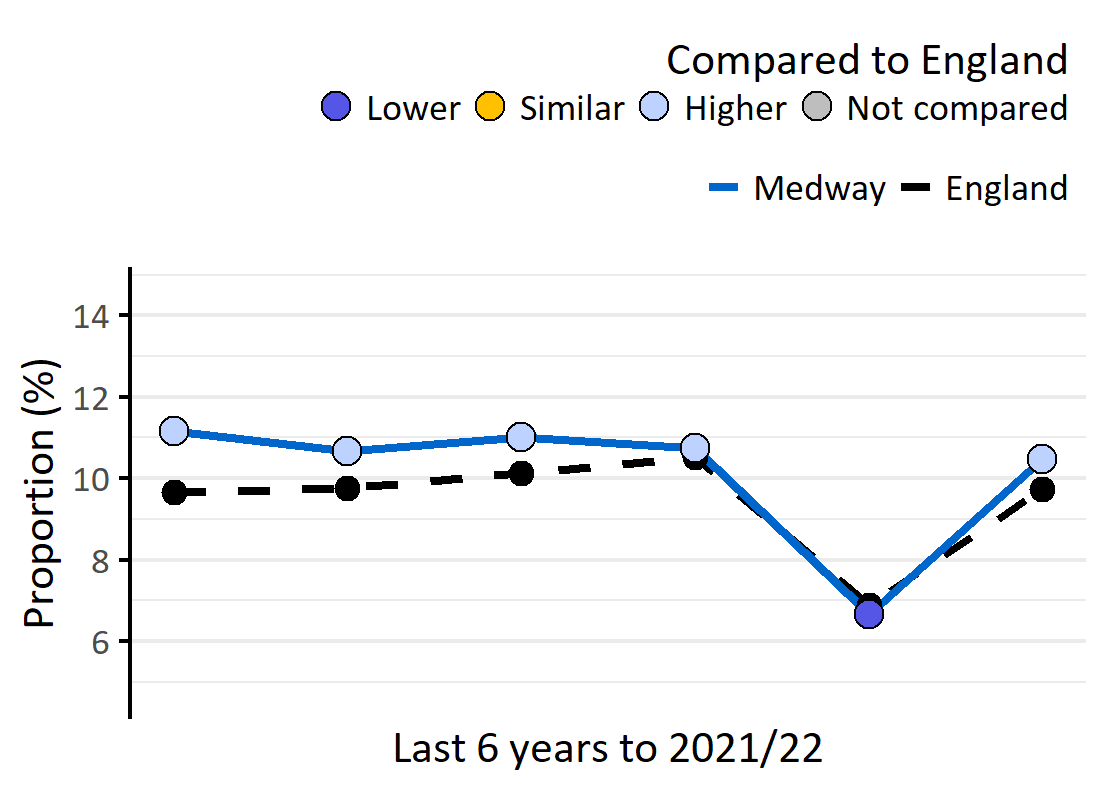 Compared to England
Lower Similar Higher Not compared
Medway England
Proportion (%)
14
12
10
8
6
Last 6 years to 2021/22